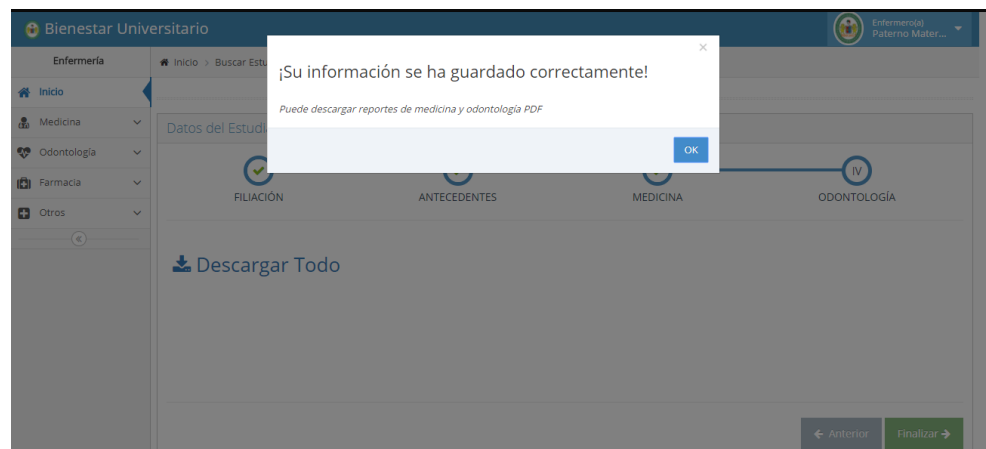 Bienestar Universitario
Enfermero(a)
Paterno Mater...
Enfermería
Inicio > Buscar Estu
Inicio
Medicina
Odontología
Farmacia
Otros
¡Su información se ha guardado correctamente!
Puede descargar reportes de medicina y odontología PDF
OK
Datos del Estudi
IV
FILIACIÓN
ANTECEDENTES
MEDICINA
ODONTOLOGÍA
Descargar Todo
Anterior
Finalizar